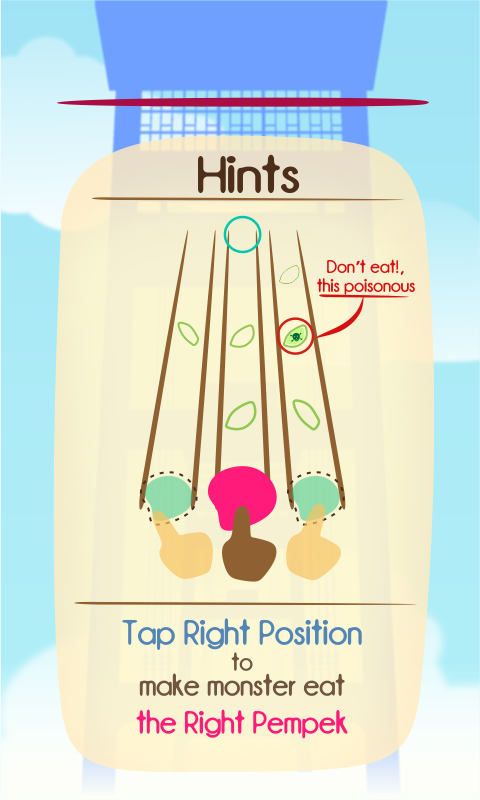 Hints
Don't eat!,
this poisonous
Tap Right Position
to
make monster eat
the Right Pempek